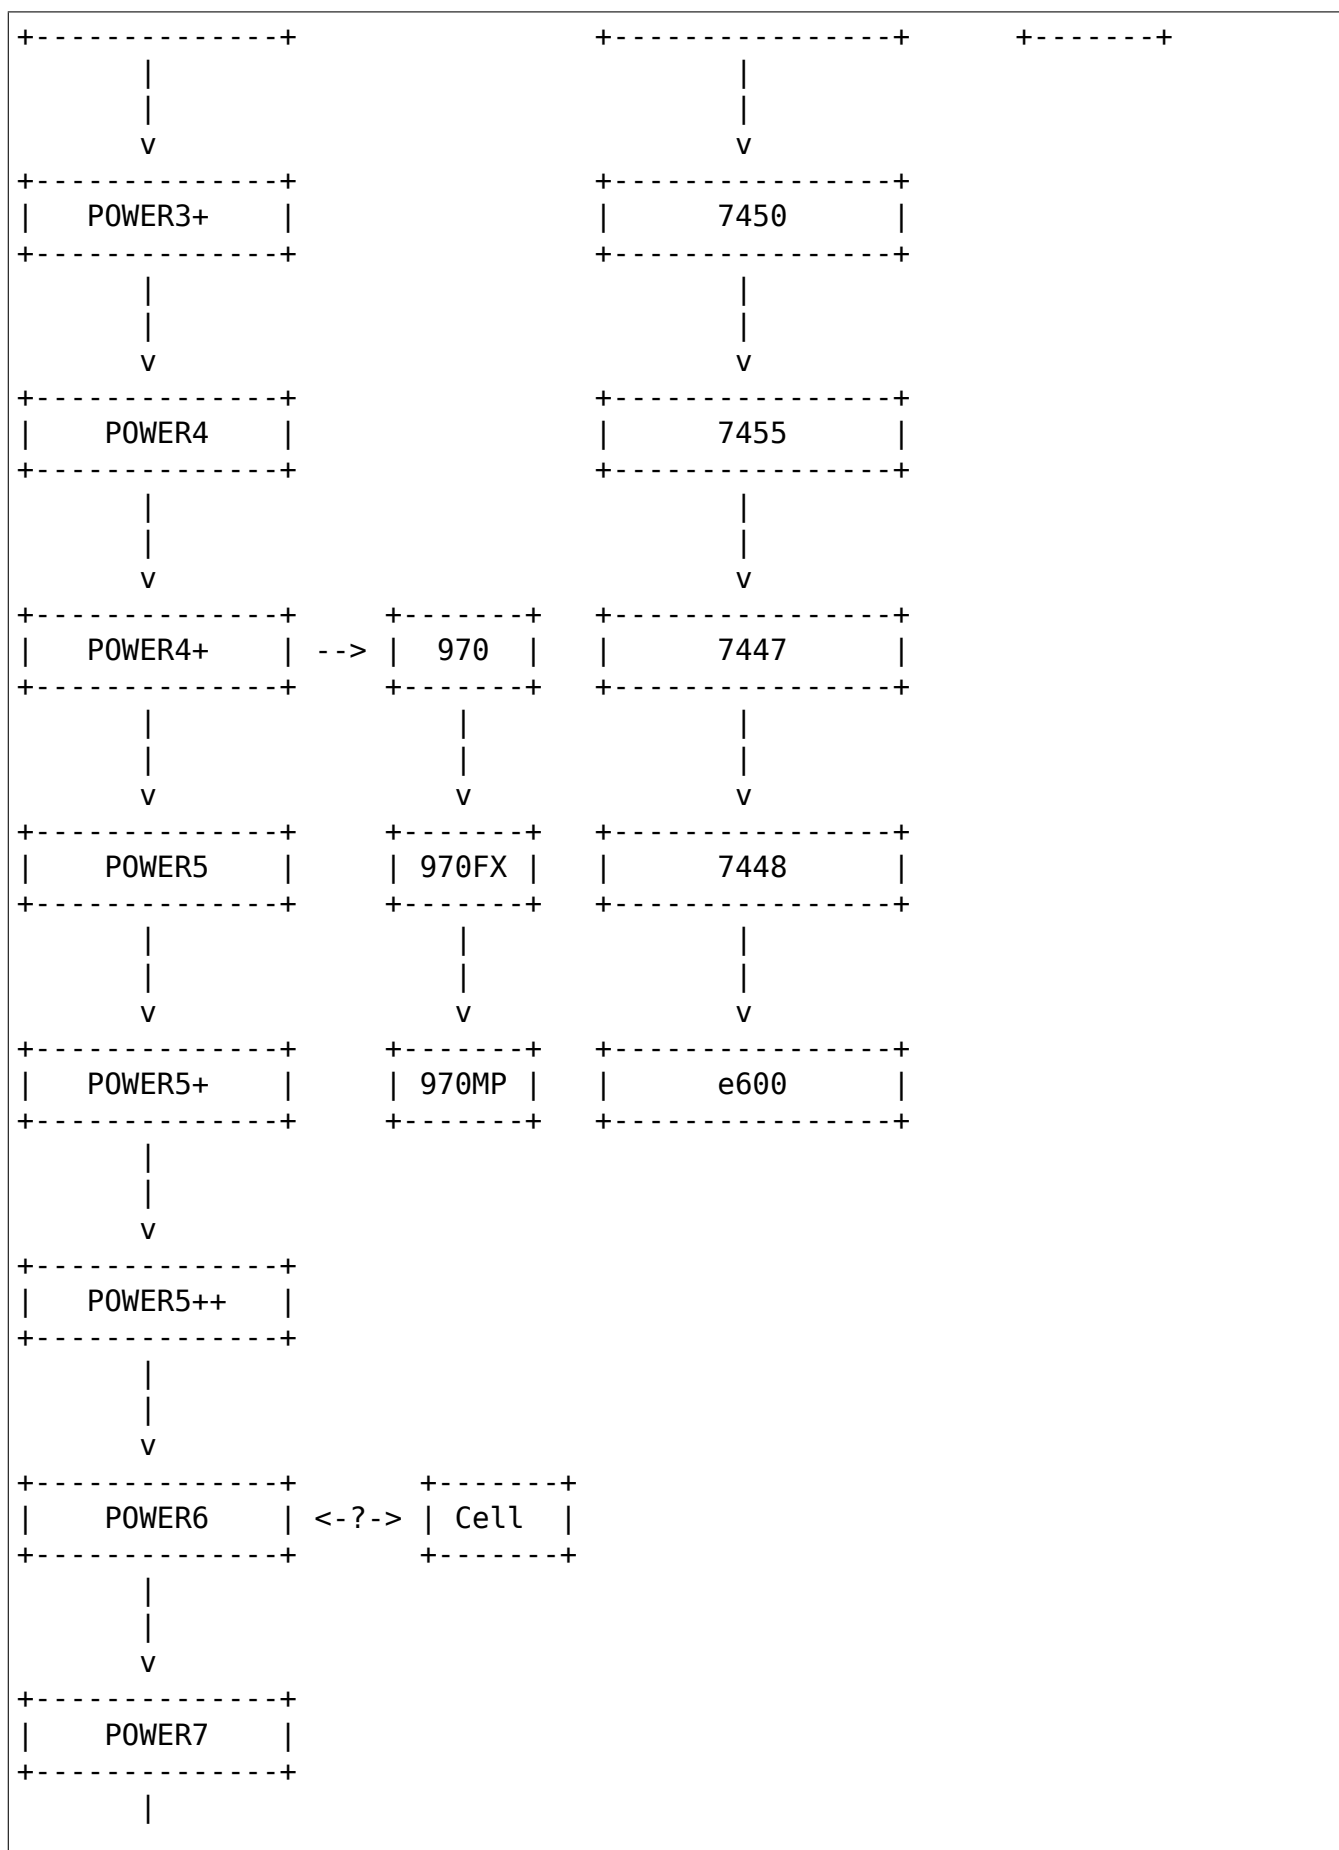 +--------------+                 +----------------+      +-------+
       |                                  |
       |                                  |
       v                                  v
+--------------+                 +----------------+
|   POWER3+    |                 |      7450      |
+--------------+                 +----------------+
       |                                  |
       |                                  |
       v                                  v
+--------------+                 +----------------+
|    POWER4    |                 |      7455      |
+--------------+                 +----------------+
       |                                  |
       |                                  |
       v                                  v
+--------------+     +-------+   +----------------+
|   POWER4+    | --> |  970  |   |      7447      |
+--------------+     +-------+   +----------------+
       |                 |                |
       |                 |                |
       v                 v                v
+--------------+     +-------+   +----------------+
|    POWER5    |     | 970FX |   |      7448      |
+--------------+     +-------+   +----------------+
       |                 |                |
       |                 |                |
       v                 v                v
+--------------+     +-------+   +----------------+
|   POWER5+    |     | 970MP |   |      e600      |
+--------------+     +-------+   +----------------+
       |
       |
       v
+--------------+
|   POWER5++   |
+--------------+
       |
       |
       v
+--------------+       +-------+
|    POWER6    | <-?-> | Cell  |
+--------------+       +-------+
       |
       |
       v
+--------------+
|    POWER7    |
+--------------+
       |